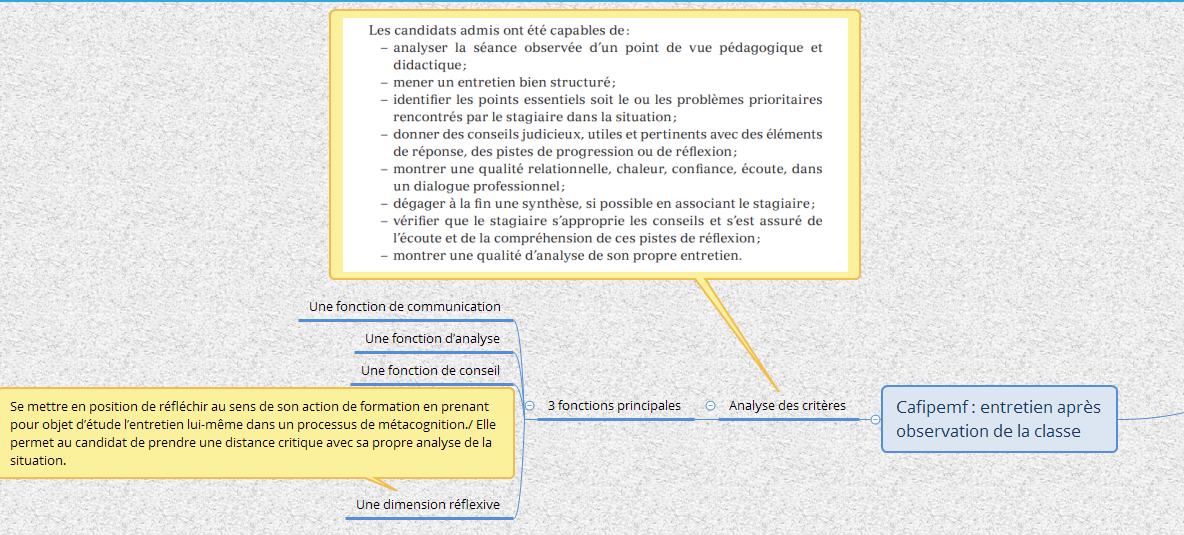 Les candidats admis ont été capables de :
– analyser la séance observée d'un point de vue pédagogique et
didactique ;
– mener un entretien bien structuré ;
– identifier les points essentiels soit le ou les problèmes prioritaires
rencontrés par le stagiaire dans la situation ;
– donner des conseils judicieux, utiles et pertinents avec des éléments
de réponse, des pistes de progression ou de réflexion ;
– montrer une qualité relationnelle, chaleur, confiance, écoute, dans
un dialogue professionnel ;
– dégager à la fin une synthèse, si possible en associant le stagiaire ;
– vérifier que le stagiaire s'approprie les conseils et s'est assuré de
l'écoute et de la compréhension de ces pistes de réflexion ;
– montrer une qualité d'analyse de son propre entretien.
Une fonction de communication
Une fonction d'analyse
Une fonction de conseil
Se mettre en position de réfléchir au sens de son action de formation en prenant
pour objet d'étude l'entretien lui-même dans un processus de métacognition./ Elle
permet au candidat de prendre une distance critique avec sa propre analyse de la
situation.
Une dimension réflexive
3 fonctions principales
Analyse des critères
Cafipemf : entretien après
observation de la classe